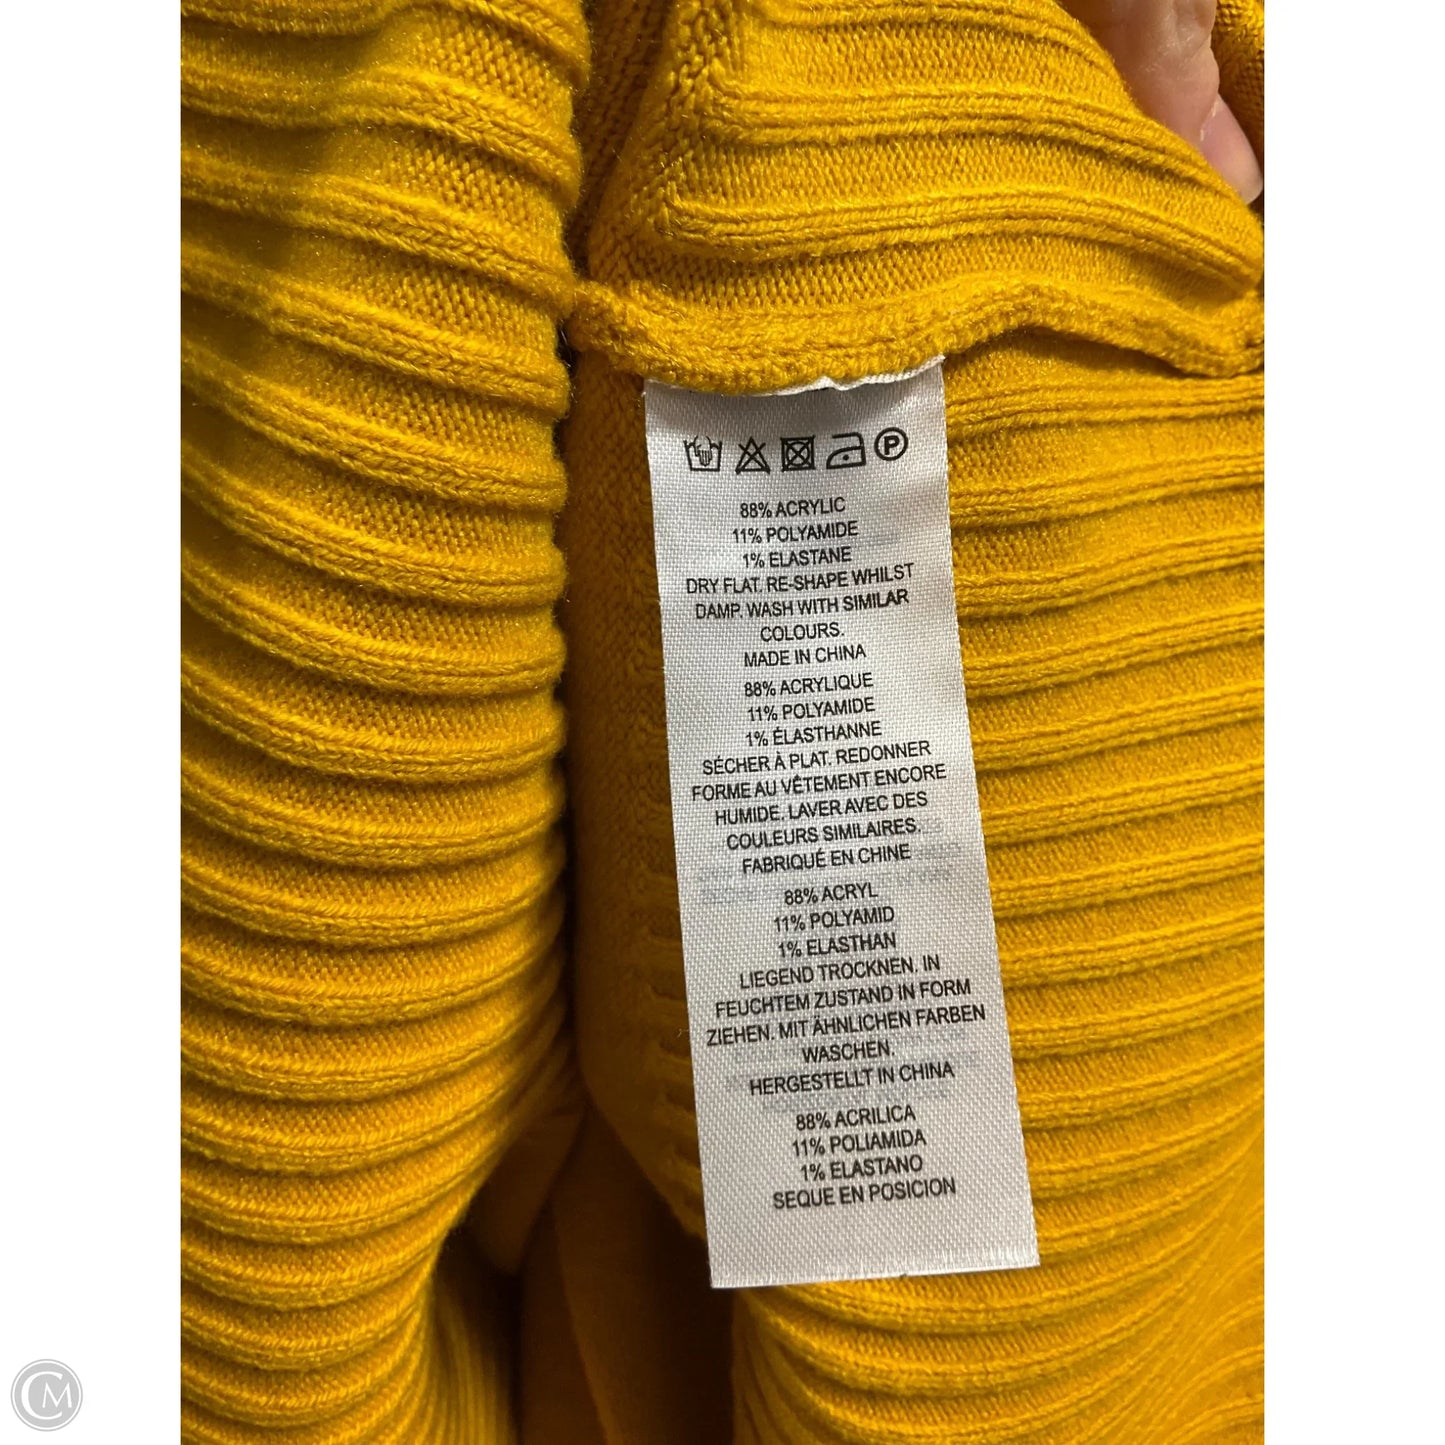 P
88% ACRYLIC
11% POLYAMIDE
1% ELASTANE
DRY FLAT. RE-SHAPE WHILST
DAMP. WASH WITH SIMILAR
COLOURS.
MADE IN CHINA
88% ACRYLIQUE
11% POLYAMIDE
1% ÉLASTHANNE
SÉCHER À PLAT. REDONNER
FORME AU VÊTEMENT ENCORE
HUMIDE. LAVER AVEC DES
COULEURS SIMILAIRES.
FABRIQUÉ EN CHINE
88% ACRYL
11% POLYAMID
1% ELASTHAN
LIEGEND TROCKNEN. IN
FEUCHTEM ZUSTAND IN FORM
ZIEHEN. MIT ÄHNLICHEN FARBEN
WASCHEN.
HERGESTELLT IN CHINA
88% ACRILICA
11% POLIAMIDA
1% ELASTANO
SEQUE EN POSICION
CM